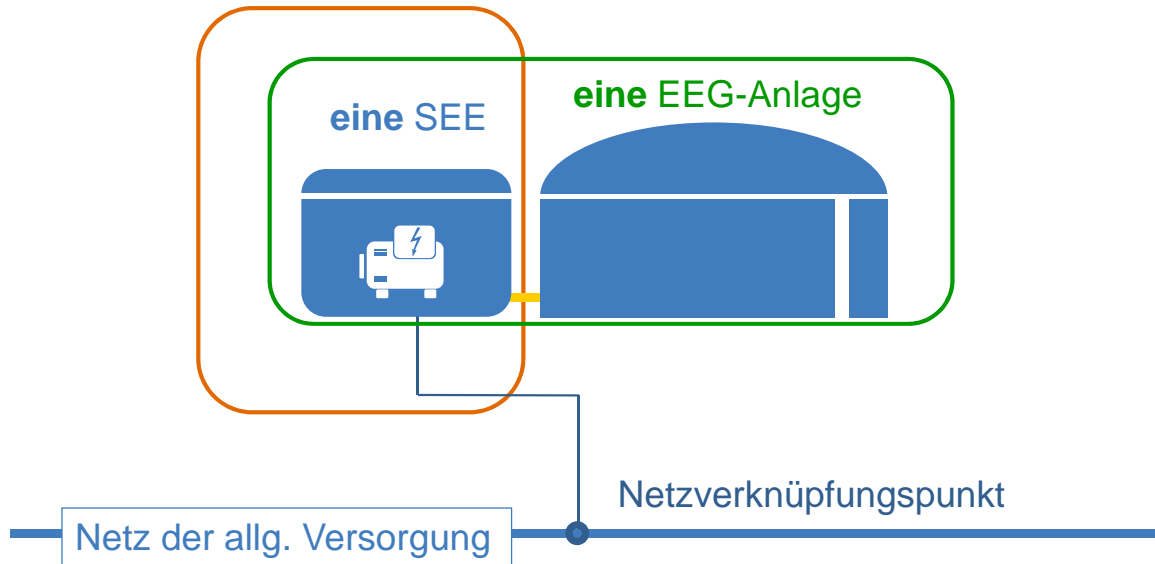 eine EEG-Anlage
eine SEE
Netzverknüpfungspunkt
Netz der allg. Versorgung